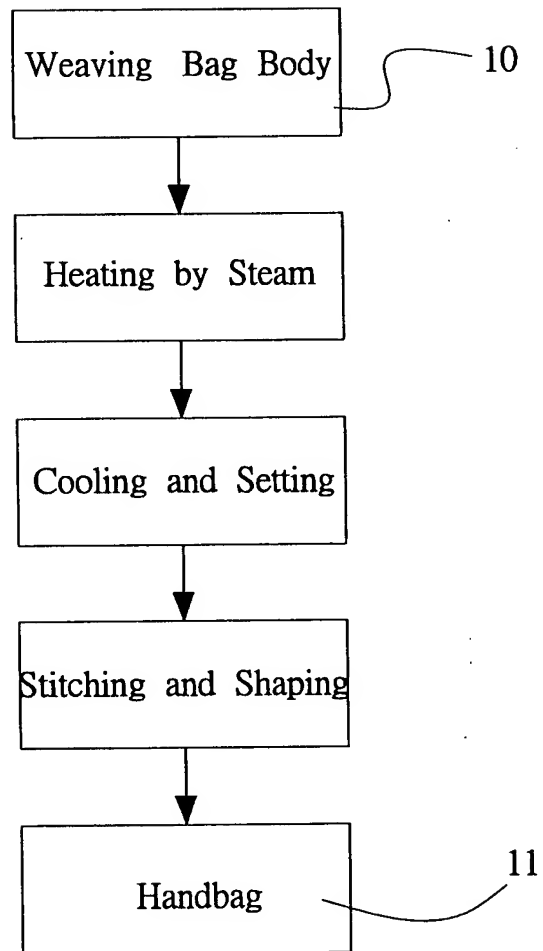 Weaving Bag Body
10
Heating by Steam
Cooling and Setting
Stitching and Shaping
Handbag
11